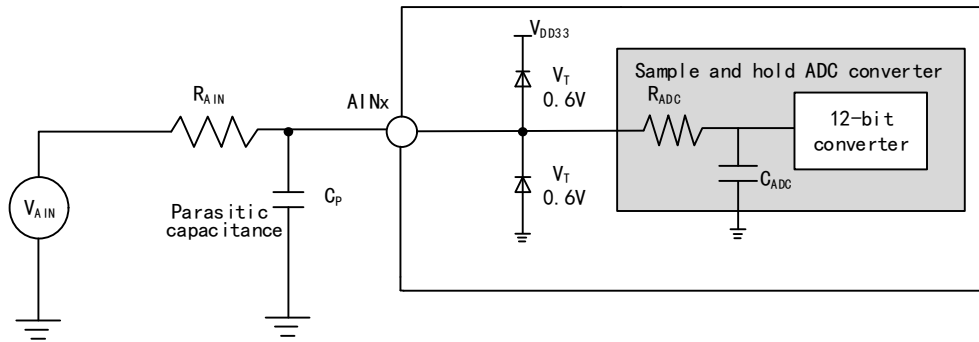 V_DD33
Sample and hold ADC converter
V_T
0.6V
R_AIN
AINx
R_ADC
12-bit
converter
V_T
0.6V
C_ADC
C_P
Parasitic
capacitance
V_AIN